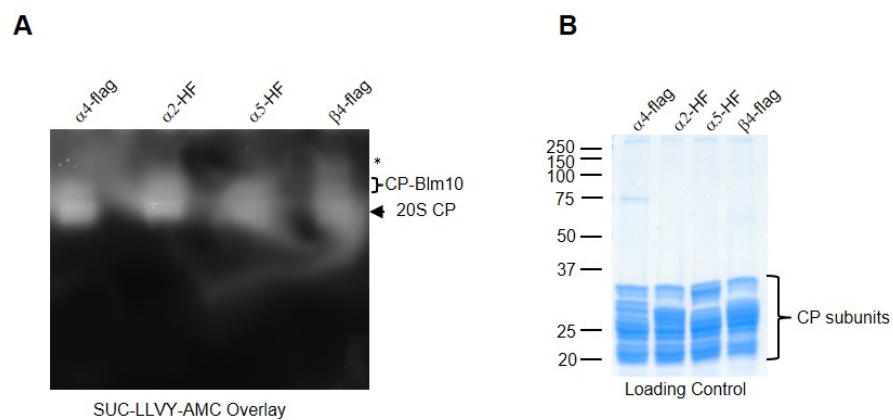 A
α4-flag
α2-HF
α5-HF
β4-flag
*
CP-Blm10
20S CP
SUC-LLVY-AMC Overlay
B
α4-flag
α2-HF
α5-HF
β4-flag
250
150
100
75
50
37
25
20
CP subunits
Loading Control